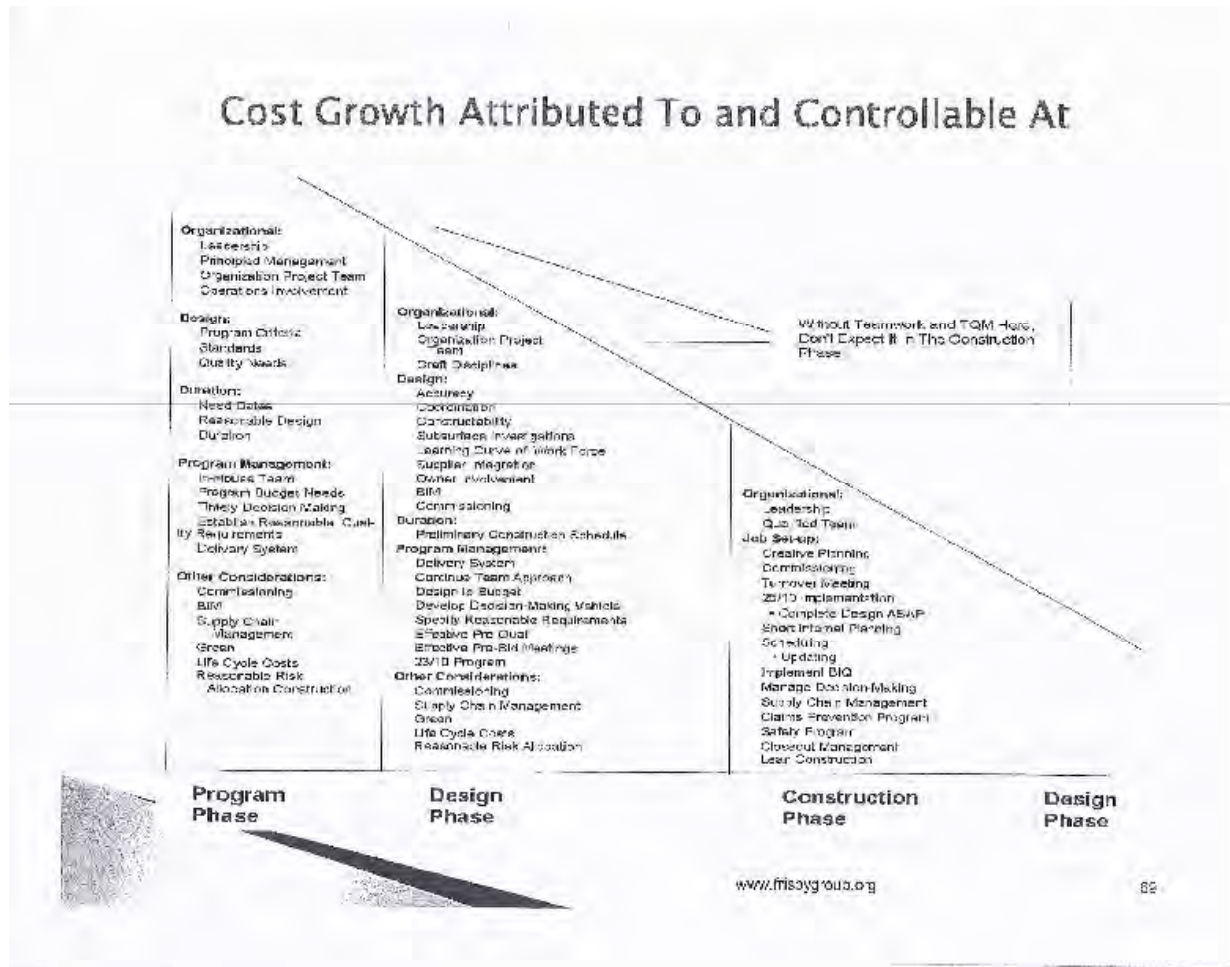 Cost Growth Attributed To and Controllable At
Organizational:
Leadership
Principled Management
Organization Project Team
Operations Involvement
Design:
Program Criteria
Standards
Quality Needs
Duration:
Need Dates
Reasonable Design
Duration
Program Management:
In-House Team
Program Budget Needs
Timely Decision Making
Establish Reasonable Qual-
ity Requirements
Delivery System
Other Considerations:
Commissioning
BIM
Supply Chain
Management
Green
Life Cycle Costs
Reasonable Risk
Allocation Construction
Organizational:
Leadership
Organization Project
Team
Craft Disciplines
Design:
Accuracy
Coordination
Constructability
Subsurface Investigations
Learning Curve of Work Force
Supplier Integration
Owner Involvement
BIM
Commissioning
Duration:
Preliminary Construction Schedule
Program Management:
Delivery System
Continue Team Approach
Design to Budget
Develop Decision-Making Vehicle
Specify Reasonable Requirements
Effective Pre-Qual
Effective Pre-Bid Meetings
Program
Other Considerations:
Commissioning
Supply Chain Management
Green
Life Cycle Costs
Reasonable Risk Allocation
Without Teamwork and TQM Here,
Don't Expect It In The Construction
Phase
Organizational:
Leadership
Qualified Team
Job Set-up:
Creative Planning
Commissioning
Turnover Meeting
Implementation
• Complete Design ASAP
Short Planning
Scheduling
• Updating
Implement BIQ
Manage Decision-Making
Supply Chain Management
Claims Prevention Program
Safety Program
Closeout Management
Lean Construction
Program
Phase
Design
Phase
Construction
Phase
Design
Phase
www.frisbygroup.org
69